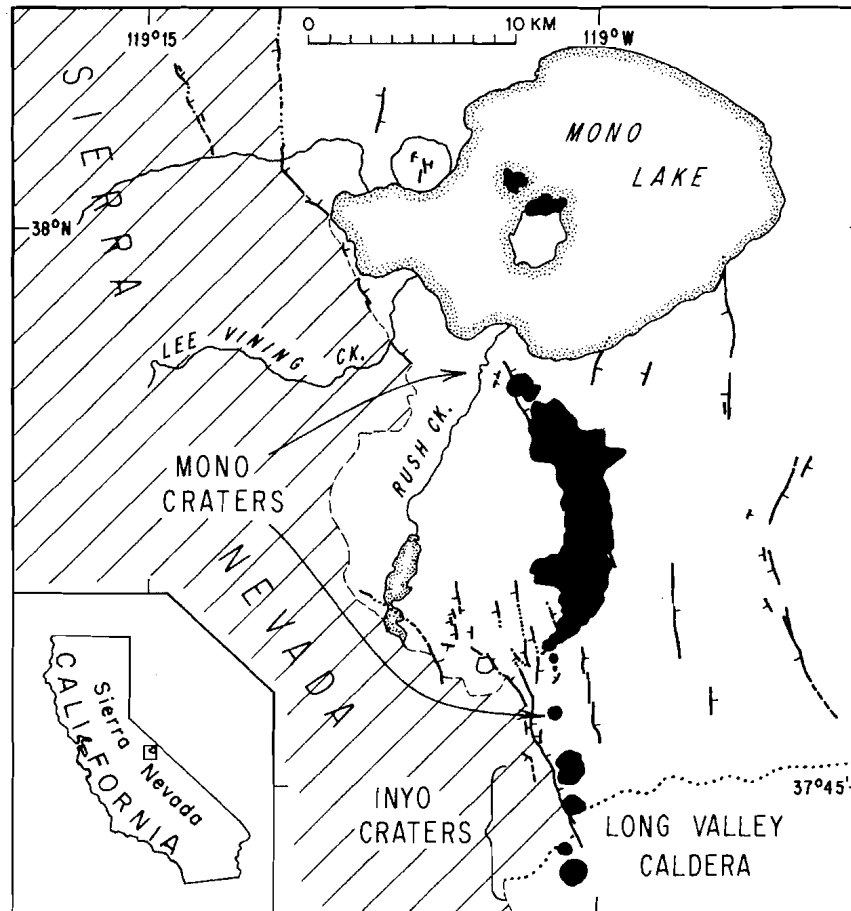 0 10 KM
119°15' 119°W
SIERRA
MONO
LAKE
38°N
LEE VINING CK.
RUSH CK.
MONO
CRATERS
NEVADA
CALIFORNIA
Sierra
Nevada
37°45'
INYO
CRATERS
LONG VALLEY
CALDERA